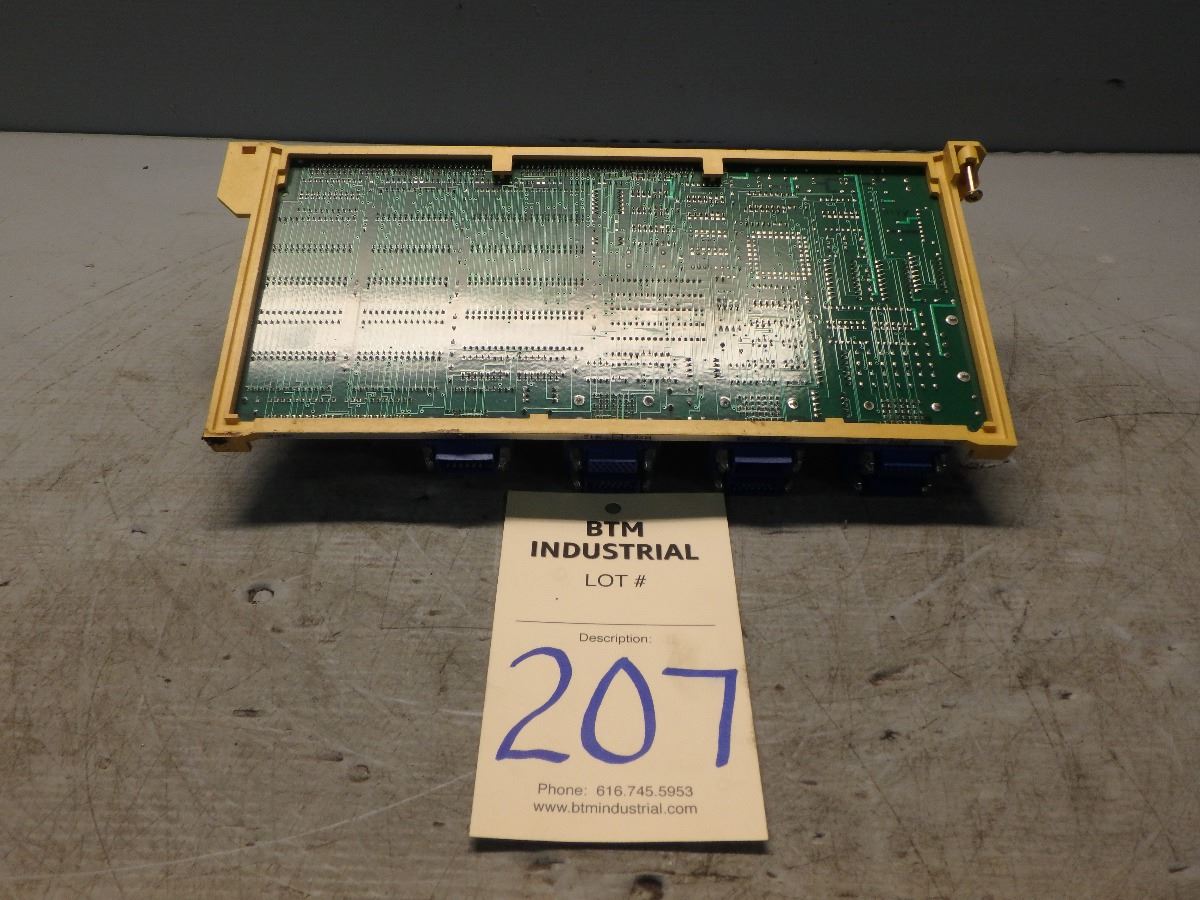 BTM
INDUSTRIAL
LOT #
Description:
207
Phone: 616.745.5953
www.btmindustrial.com